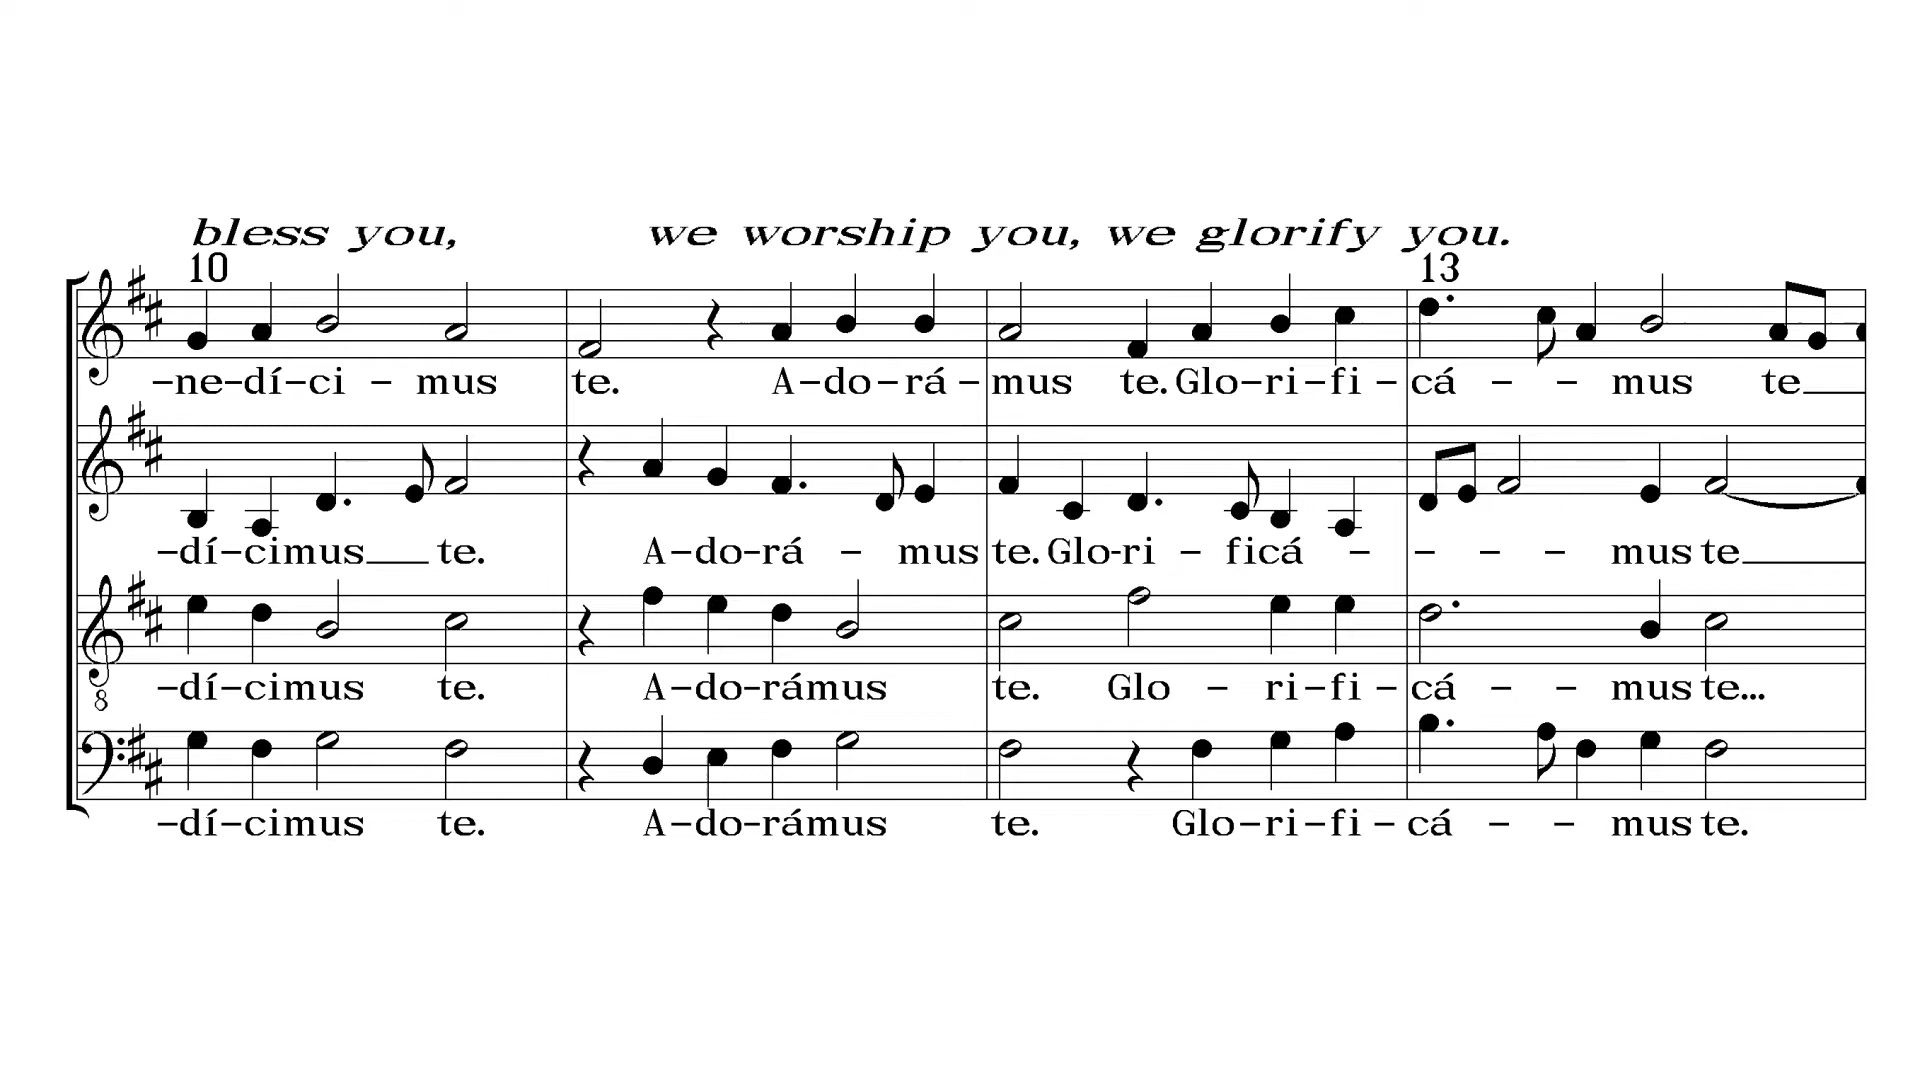 bless you, we worship you, we glorify you.
10 13
-ne-dí-ci - mus te. A-do-rá - mus te. Glo-ri-fi - cá - - mus te__
-dí-cimus__ te. A-do-rá - mus te. Glo-ri - ficá - - - - mus te__
8
-dí-cimus te. A-do-rámus te. Glo - ri-fi - cá - - mus te...
-dí-cimus te. A-do-rámus te. Glo-ri-fi - cá - - mus te.